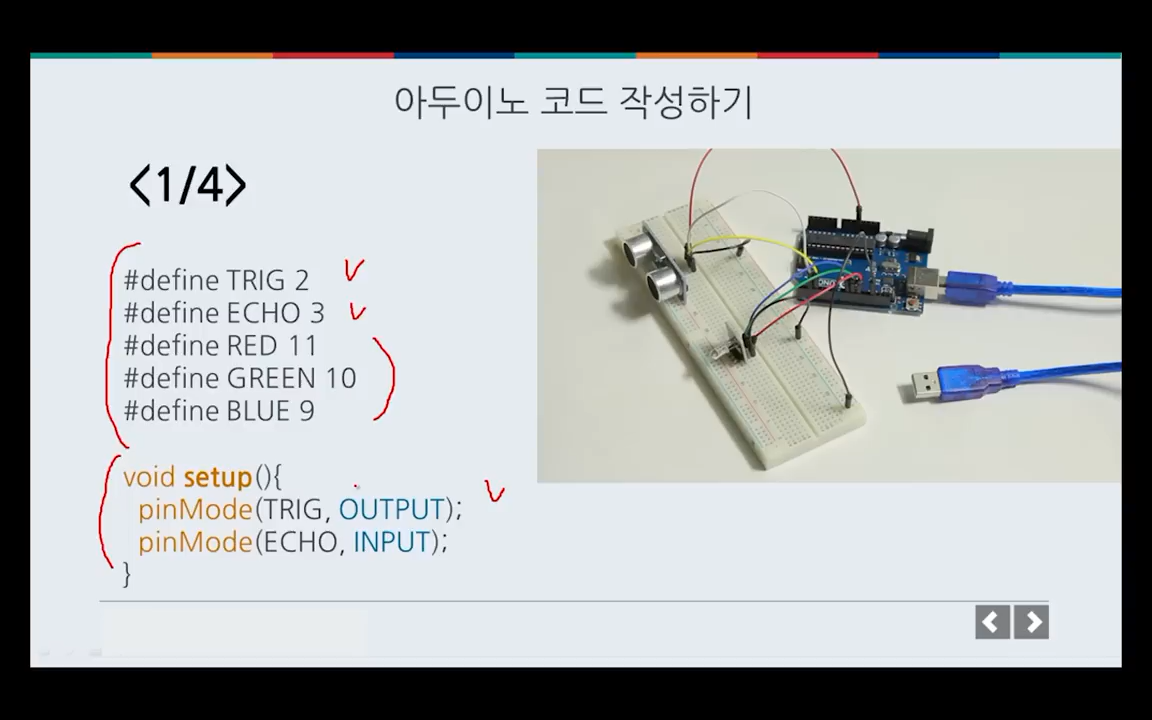 아두이노 코드 작성하기
<1/4>
#define TRIG 2
#define ECHO 3
#define RED 11
#define GREEN 10
#define BLUE 9
void setup(){
pinMode(TRIG, OUTPUT);
pinMode(ECHO, INPUT);
}